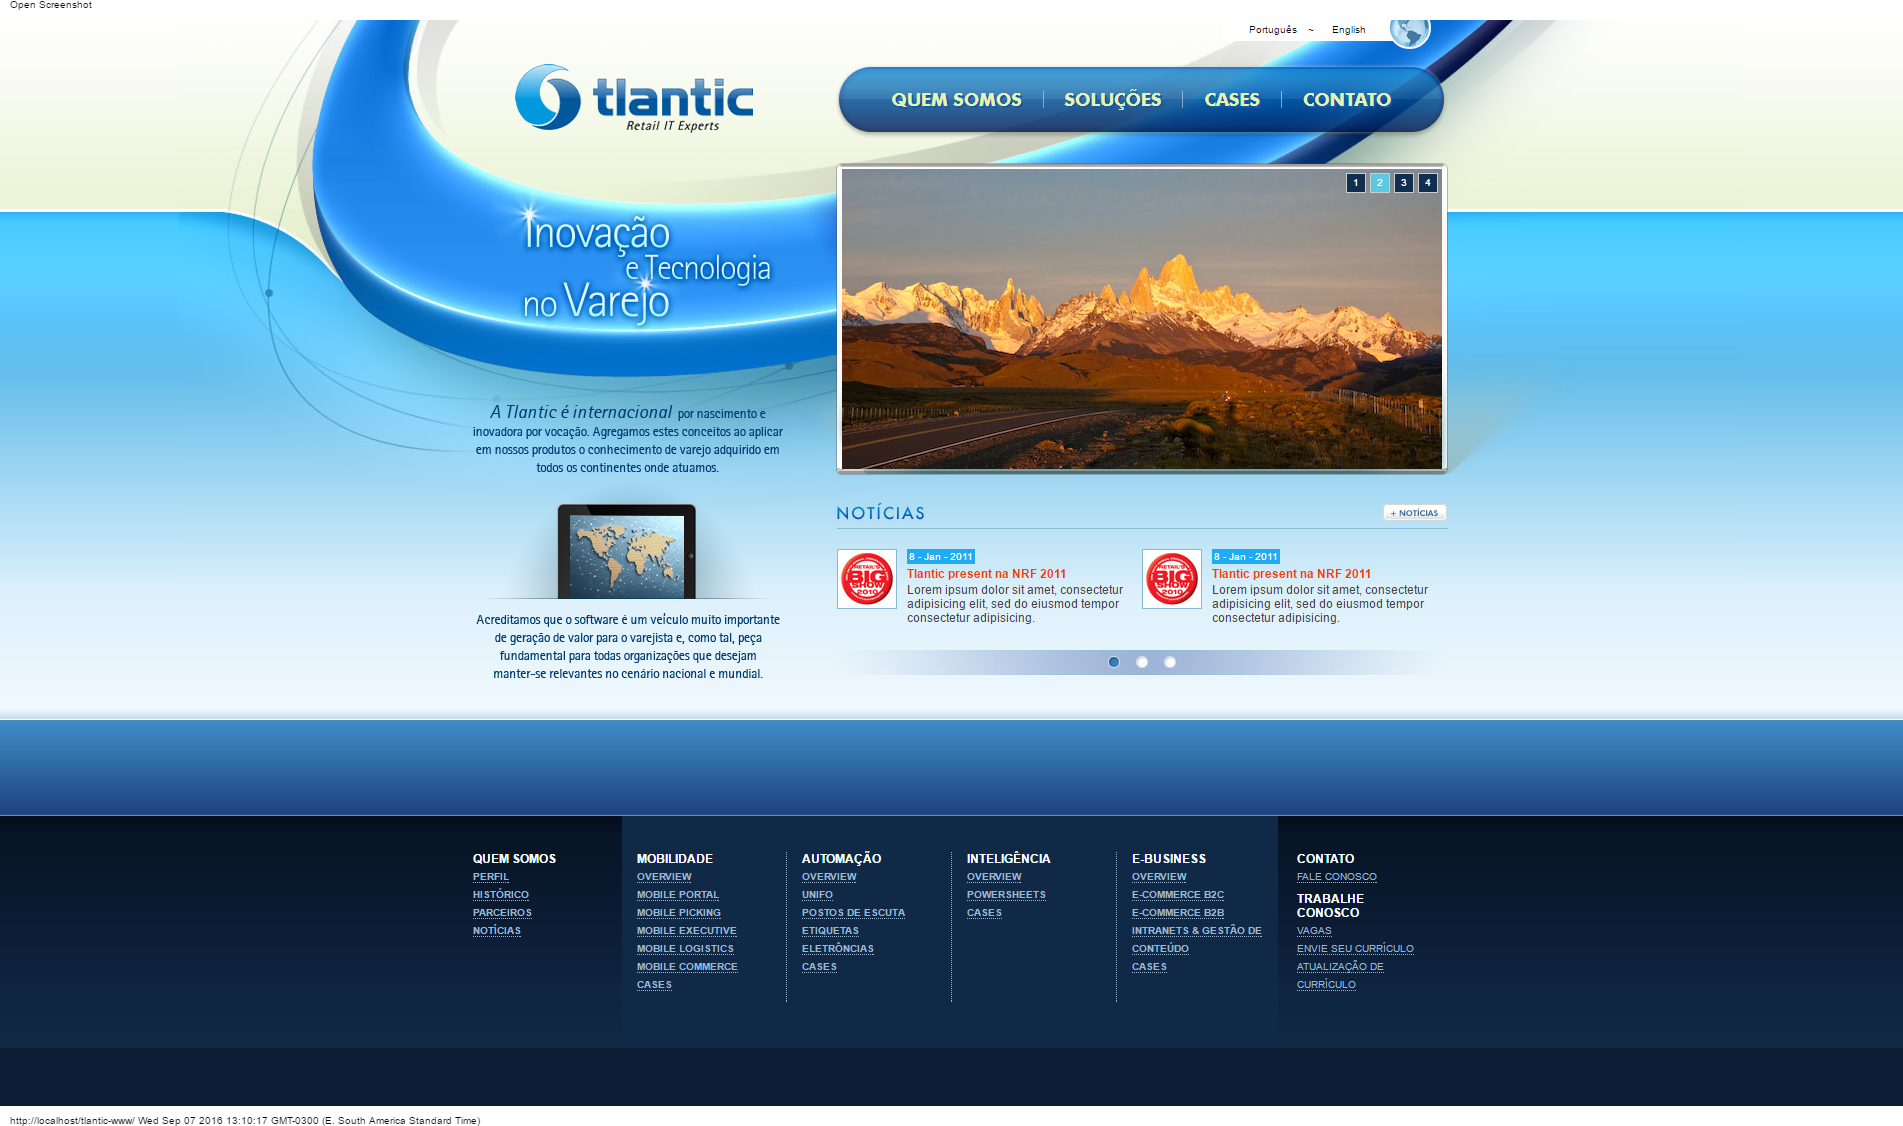 Open Screenshot
Português ~ English
tlantic
Retail IT Experts
QUEM SOMOS
SOLUÇÕES
CASES
CONTATO
1 2 3 4
Inovação
e Tecnologia
no Varejo
A Tlantic é internacional por nascimento e
inovadora por vocação. Agregamos estes conceitos ao aplicar
em nossos produtos o conhecimento de varejo adquirido em
todos os continentes onde atuamos.
Acreditamos que o software é um veículo muito importante
de geração de valor para o varejista e, como tal, peça
fundamental para todas organizações que desejam
manter-se relevantes no cenário nacional e mundial.
NOTÍCIAS
+ NOTÍCIAS
RETAIL'S
BIG
SHOW
2010
8 - Jan - 2011
Tlantic present na NRF 2011
Lorem ipsum dolor sit amet, consectetur
adipisicing elit, sed do eiusmod tempor
consectetur adipisicing.
RETAIL'S
BIG
SHOW
2010
8 - Jan - 2011
Tlantic present na NRF 2011
Lorem ipsum dolor sit amet, consectetur
adipisicing elit, sed do eiusmod tempor
consectetur adipisicing.
QUEM SOMOS
PERFIL
HISTÓRICO
PARCEIROS
NOTÍCIAS
MOBILIDADE
OVERVIEW
MOBILE PORTAL
MOBILE PICKING
MOBILE EXECUTIVE
MOBILE LOGISTICS
MOBILE COMMERCE
CASES
AUTOMAÇÃO
OVERVIEW
UNIFO
POSTOS DE ESCUTA
ETIQUETAS
ELETRÔNCIAS
CASES
INTELIGÊNCIA
OVERVIEW
POWERSHEETS
CASES
E-BUSINESS
OVERVIEW
E-COMMERCE B2C
E-COMMERCE B2B
INTRANETS & GESTÃO DE
CONTEÚDO
CASES
CONTATO
FALE CONOSCO
TRABALHE
CONOSCO
VAGAS
ENVIE SEU CURRÍCULO
ATUALIZAÇÃO DE
CURRÍCULO
http://localhost/tlantic-www/ Wed Sep 07 2016 13:10:17 GMT-0300 (E. South America Standard Time)